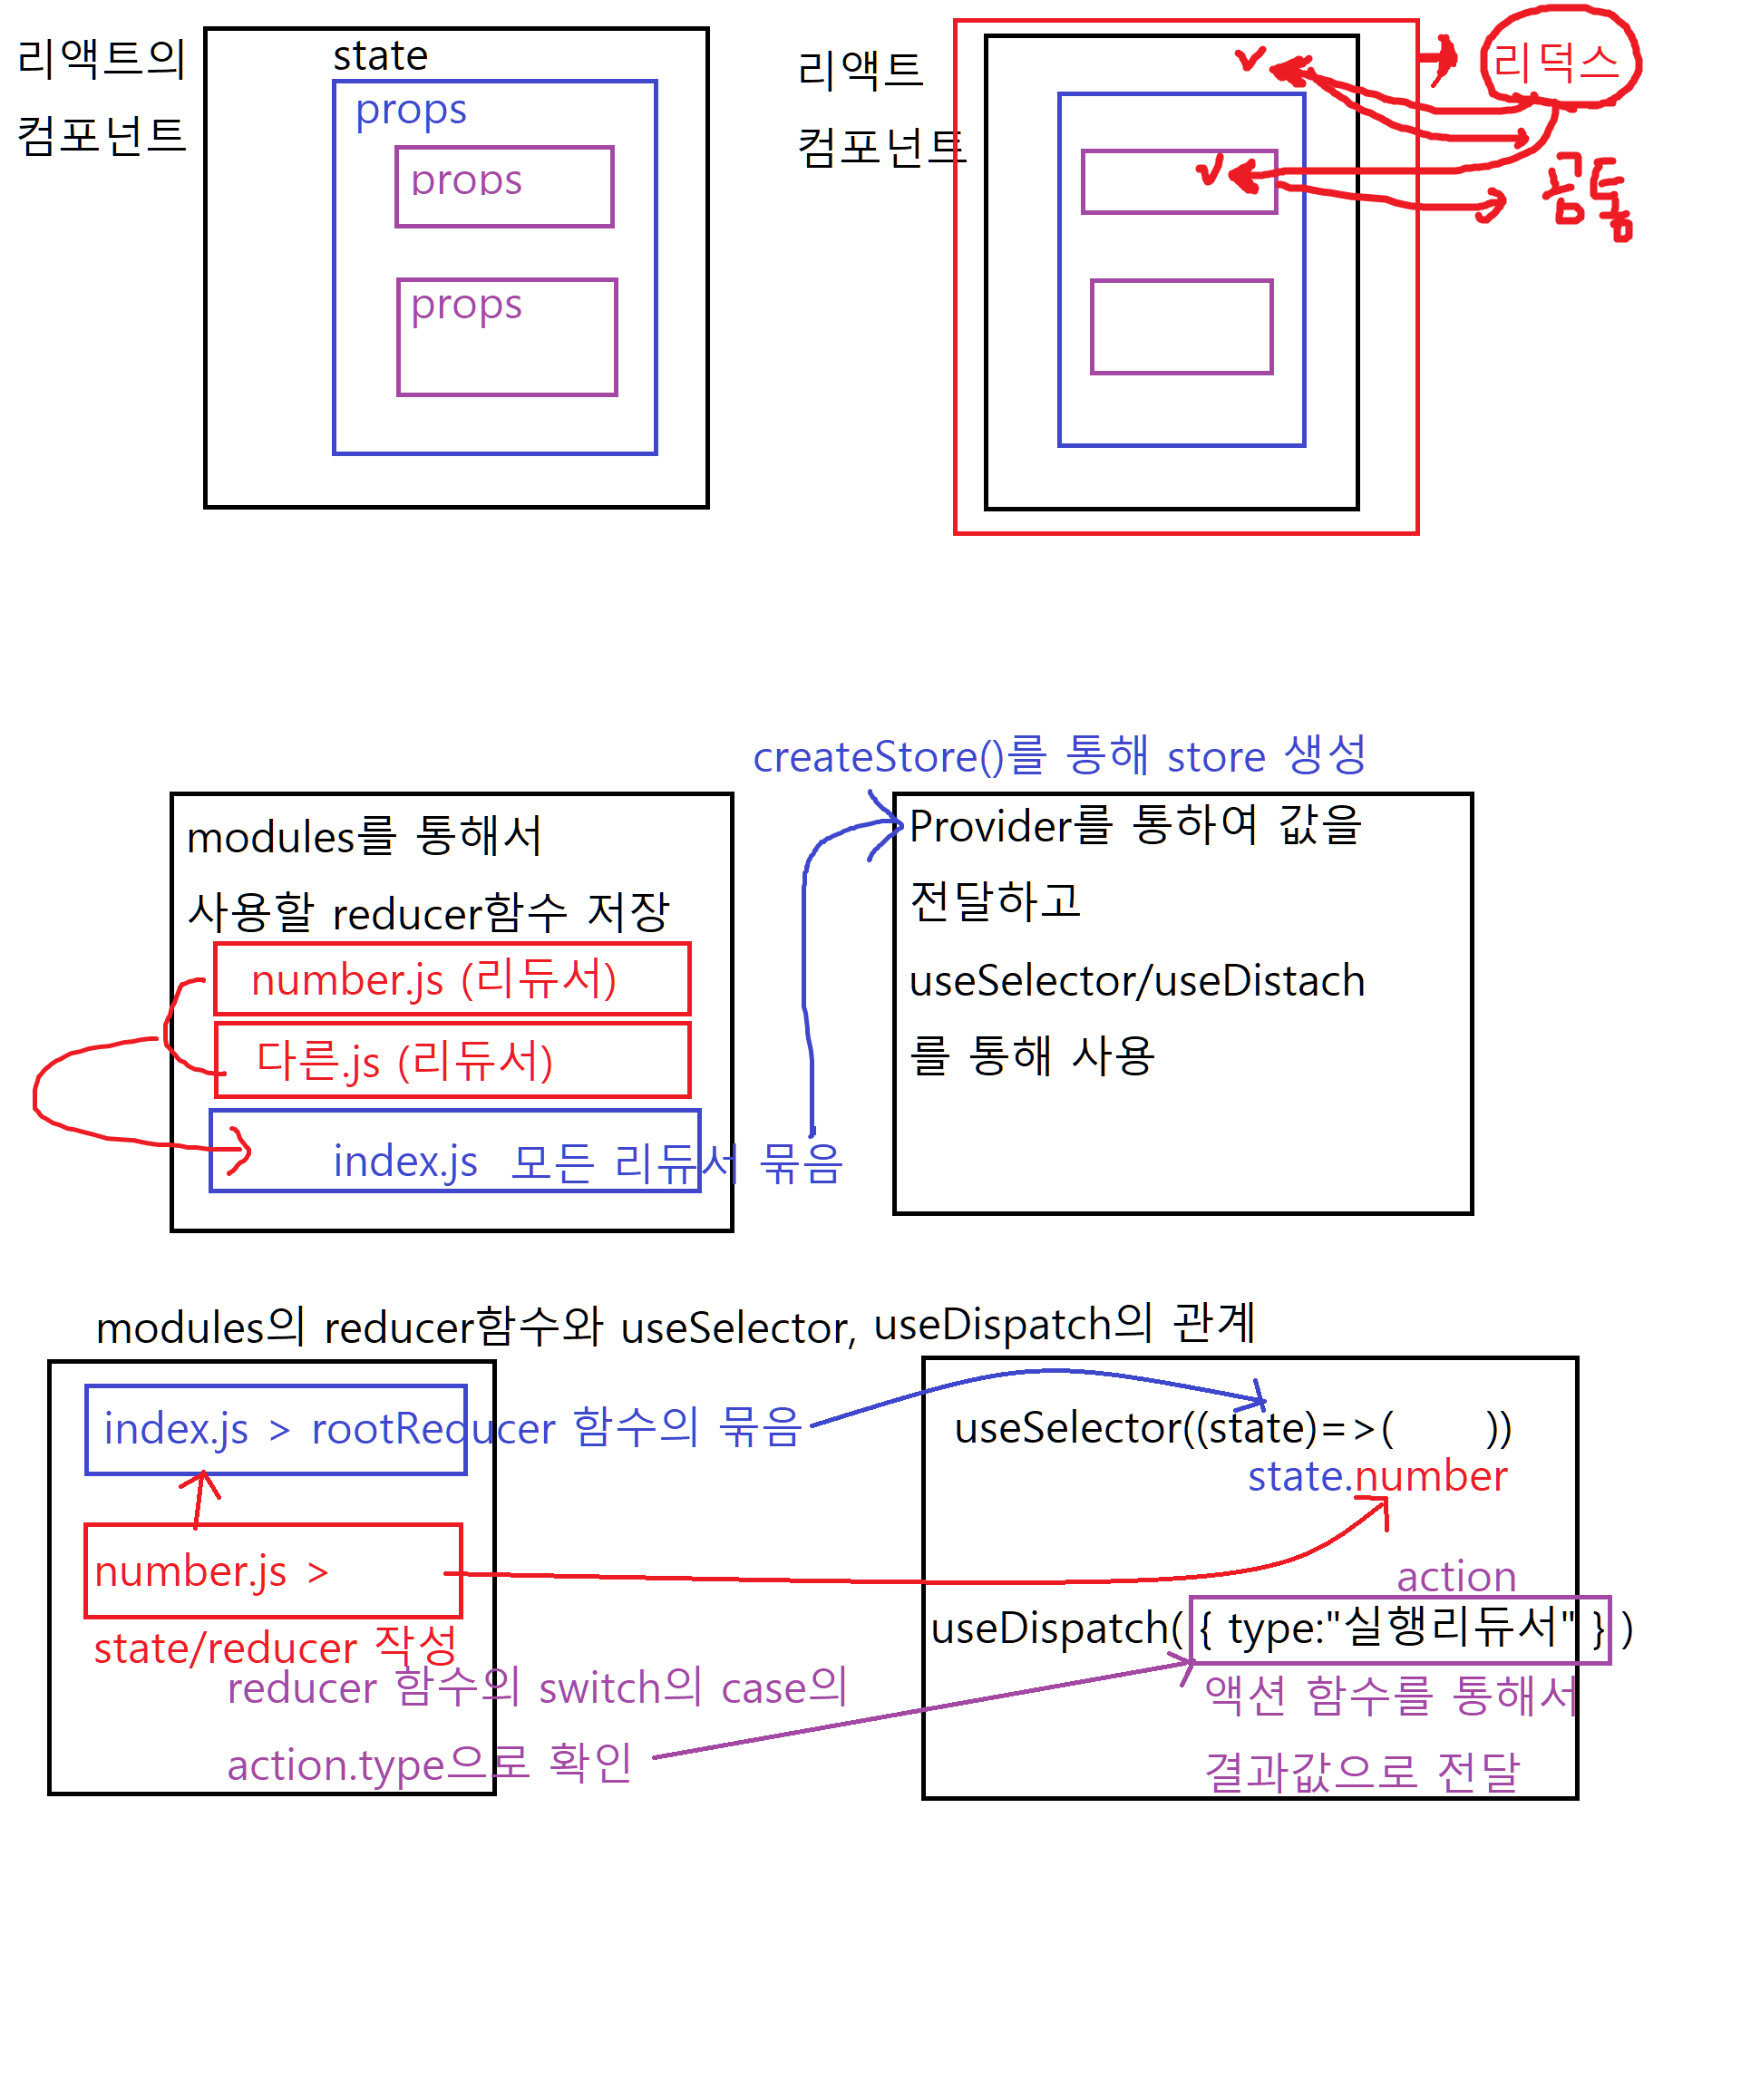 리액트의
컴포넌트
state
props
props
props
리액트
컴포넌트
리덕스
공통
createStore()를 통해 store 생성
modules를 통해서
사용할 reducer함수 저장
number.js (리듀서)
다른.js (리듀서)
index.js 모든 리듀서 묶음
Provider를 통하여 값을
전달하고
useSelector/useDistach
를 통해 사용
modules의 reducer함수와 useSelector, useDispatch의 관계
index.js > rootReducer 함수의 묶음
number.js >
state/reducer 작성
reducer 함수의 switch의 case의
action.type으로 확인
useSelector((state)=>( ))
state.number
action
useDispatch( { type:"실행리듀서" } )
액션 함수를 통해서
결과값으로 전달